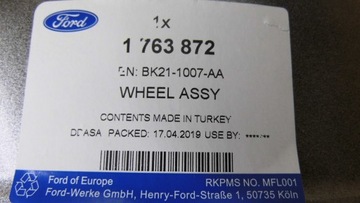 Ford
1x
1 763 872
EN: BK21-1007-AA
WHEEL ASSY
CONTENTS MADE IN TURKEY
PACKED: 17.04.2019 USE BY:
Ford of Europe
RKPMS NO. MFL001
Ford-Werke GmbH, Henry-Ford-Straße 1, 50735 Köln